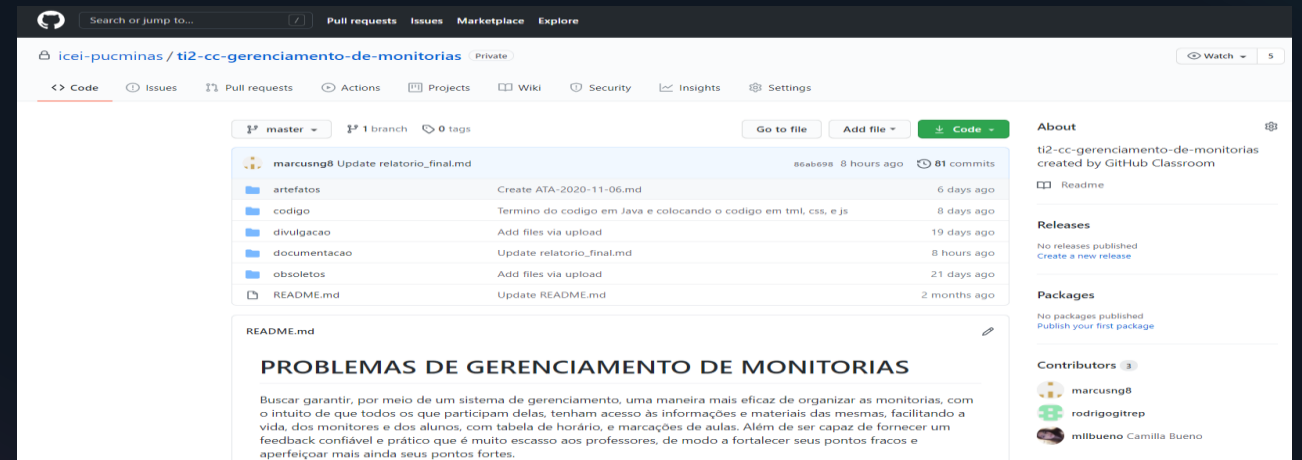 Search or jump to... / Pull requests Issues Marketplace Explore
icei-pucminas / ti2-cc-gerenciamento-de-monitorias Private Watch 5
<> Code Issues Pull requests Actions Projects Wiki Security Insights Settings
master 1 branch 0 tags Go to file Add file Code
marcusng8 Update relatorio_final.md 86ab698 8 hours ago 81 commits
artefatos Create ATA-2020-11-06.md 6 days ago
codigo Termino do codigo em Java e colocando o codigo em tml, css, e js 8 days ago
divulgacao Add files via upload 19 days ago
documentacao Update relatorio_final.md 8 hours ago
obsoletos Add files via upload 21 days ago
README.md Update README.md 2 months ago
README.md
PROBLEMAS DE GERENCIAMENTO DE MONITORIAS
Buscar garantir, por meio de um sistema de gerenciamento, uma maneira mais eficaz de organizar as monitorias, com
o intuito de que todos os que participam delas, tenham acesso às informações e materiais das mesmas, facilitando a
vida, dos monitores e dos alunos, com tabela de horário, e marcações de aulas. Além de ser capaz de fornecer um
feedback confiável e prático que é muito escasso aos professores, de modo a fortalecer seus pontos fracos e
aperfeiçoar mais ainda seus pontos fortes.
About
ti2-cc-gerenciamento-de-monitorias
created by GitHub Classroom
Readme
Releases
No releases published
Create a new release
Packages
No packages published
Publish your first package
Contributors 3
marcusng8
rodrigogitrep
mllbueno Camilla Bueno